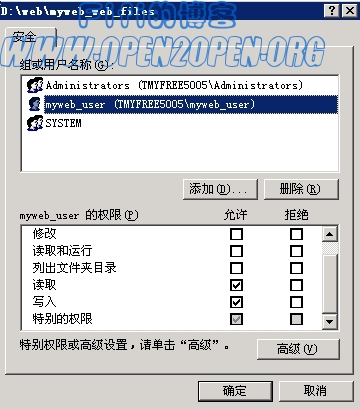 D:\web\myweb_web_files
安全
OPEN2OPEN.ORG
组或用户名称(G):
Administrators (TMYFREE5005\Administrators)
myweb_user (TMYFREE5005\myweb_user)
SYSTEM
添加(D)... 删除(R)
myweb_user 的权限(P) 允许 拒绝
修改
读取和运行
列出文件夹目录
读取
写入
特别的权限
特别权限或高级设置，请单击“高级”。
高级(V)
确定 取消